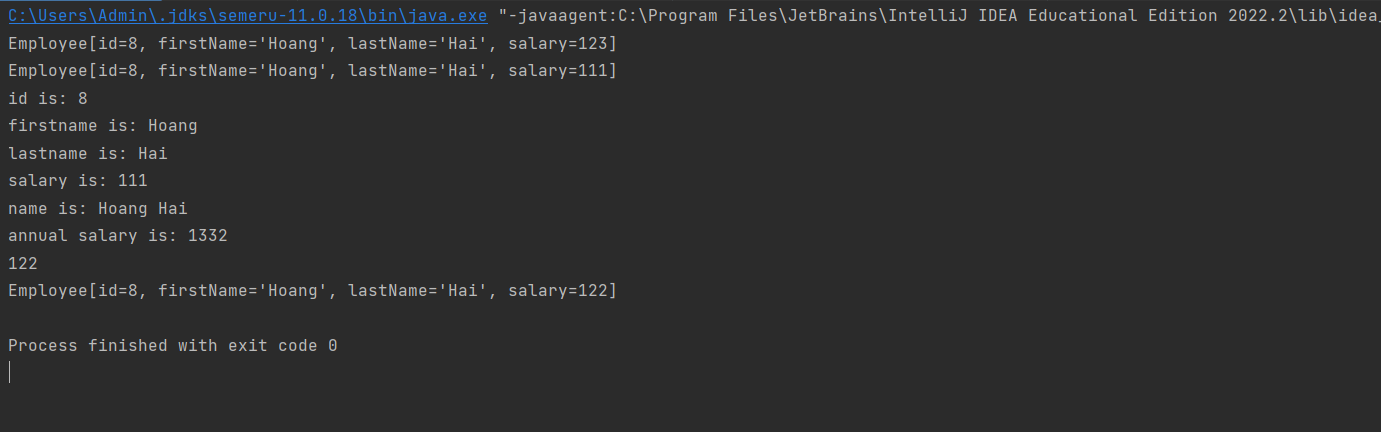 C:\Users\Admin\.jdks\semeru-11.0.18\bin\java.exe "-javaagent:C:\Program Files\JetBrains\IntelliJ IDEA Educational Edition 2022.2\lib\idea_
Employee[id=8, firstName='Hoang', lastName='Hai', salary=123]
Employee[id=8, firstName='Hoang', lastName='Hai', salary=111]
id is: 8
firstname is: Hoang
lastname is: Hai
salary is: 111
name is: Hoang Hai
annual salary is: 1332
122
Employee[id=8, firstName='Hoang', lastName='Hai', salary=122]
Process finished with exit code 0